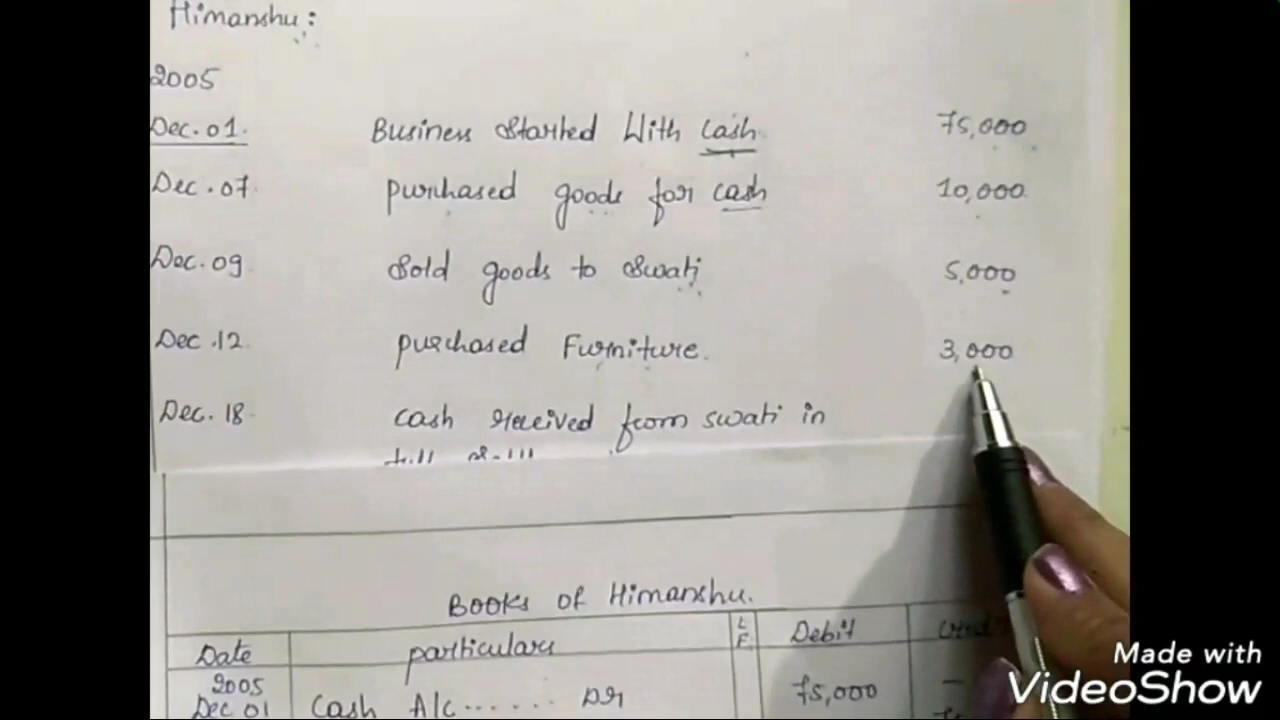 Himanshu:
2005
Dec. 01. Business Started With cash 75,000
Dec. 07. purchased goods for cash 10,000
Dec. 09. Sold goods to Swati 5,000
Dec. 12. purchased Furniture. 3,000
Dec. 18. cash received from swati in
Books of Himanshu.
Date particulars L F. Debit
2005
Dec 01 Cash A/c...... Dr 75,000 —
Made with
VideoShow